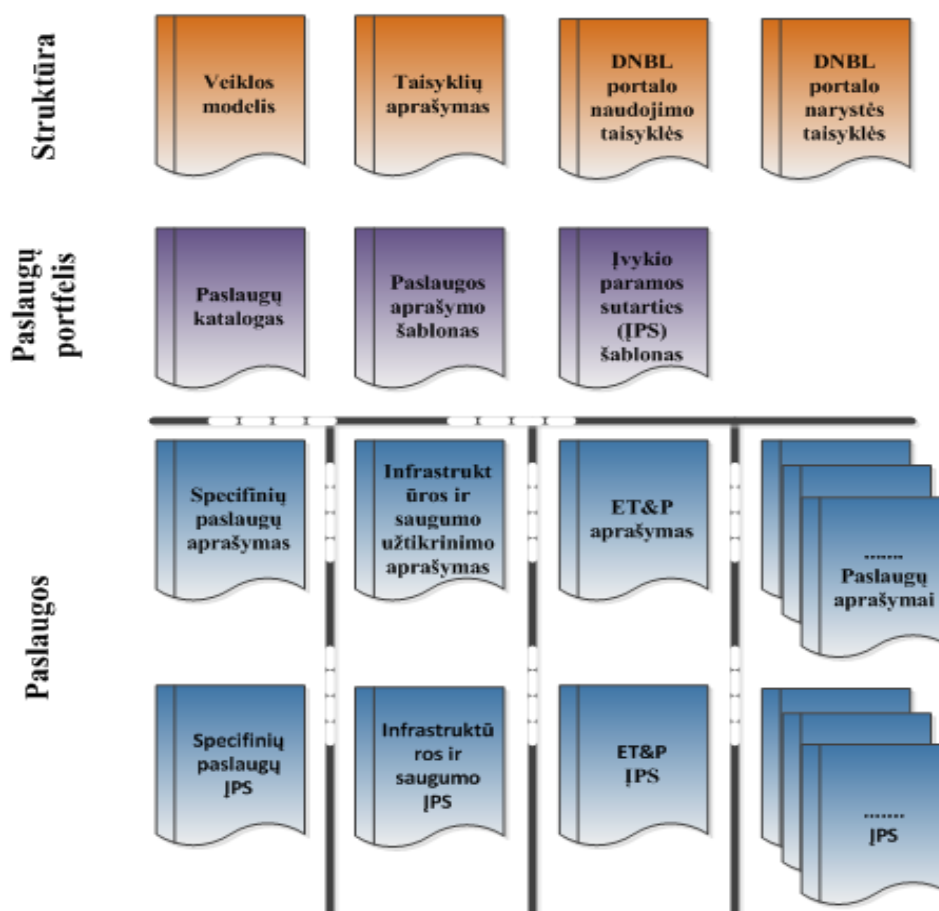 Struktūra
Veiklos
modelis
Taisyklių
aprašymas
DNBL
portalo
naudojimo
taisyklės
DNBL
portalo
narystės
taisyklės
Paslaugų
portfelis
Paslaugų
katalogas
Paslaugos
aprašymo
šablonas
Įvykio
paramos
sutarties
(ĮPS)
šablonas
Paslaugos
Specifinių
paslaugų
aprašymas
Infrastrukt
ūros ir
saugumo
užtikrinimo
aprašymas
ET&P
aprašymas
.......
Paslaugų
aprašymai
Specifinių
paslaugų
ĮPS
Infrastruktū
ros ir
saugumo
ĮPS
ET&P
ĮPS
.......
ĮPS